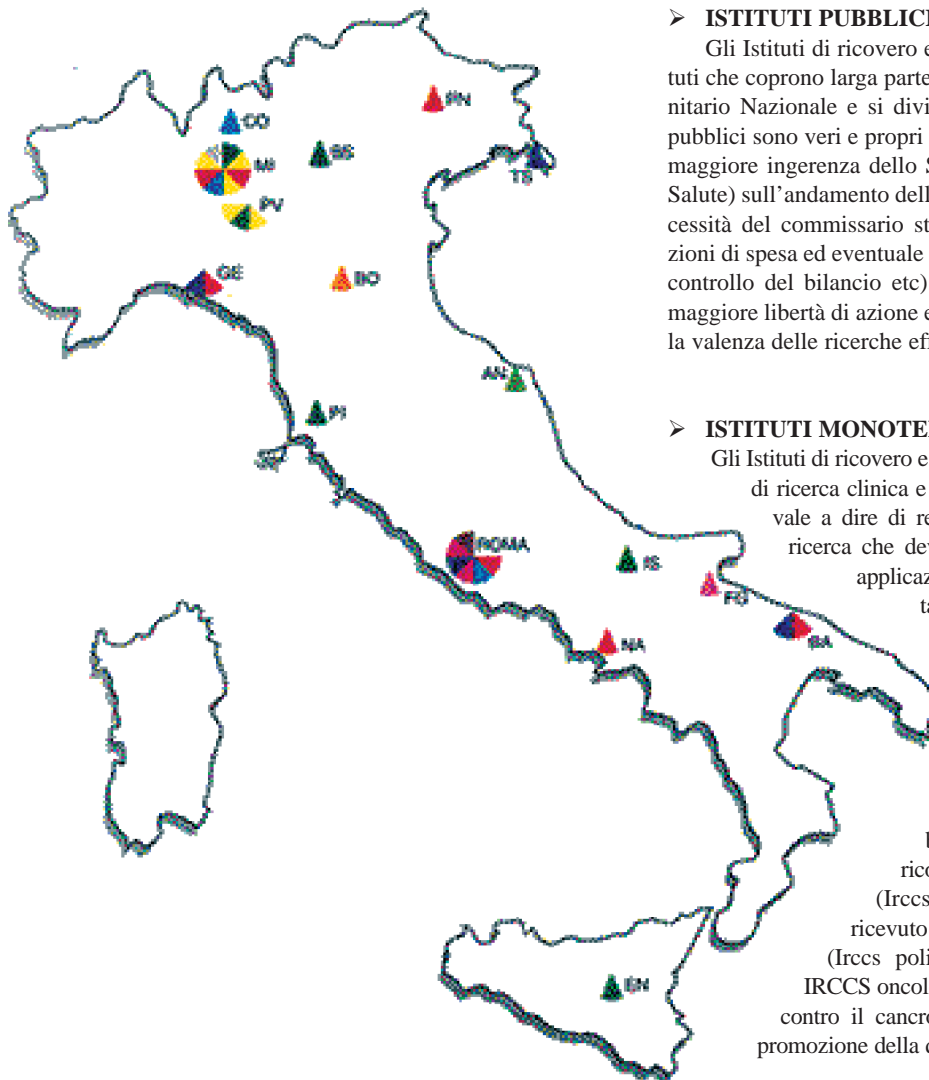 ➢ ISTITUTI PUBBLICI
Gli Istituti di ricovero e
tuti che coprono larga parte
nitario Nazionale e si divi
pubblici sono veri e propri
maggiore ingerenza dello S
Salute) sull’andamento dell
cessità del commissario st
zioni di spesa ed eventuale
controllo del bilancio etc)
maggiore libertà di azione e
la valenza delle ricerche eff
➢ ISTITUTI MONOTE
Gli Istituti di ricovero e
di ricerca clinica e
vale a dire di re
ricerca che dev
applicaz
ta
b
rico
(Irccs
ricevuto
(Irccs poli
IRCCS oncol
contro il cancro
promozione della c
PN
CO
BS
MI
TS
PV
GE
BO
AN
PI
ROMA
IS
FG
BA
NA
EN